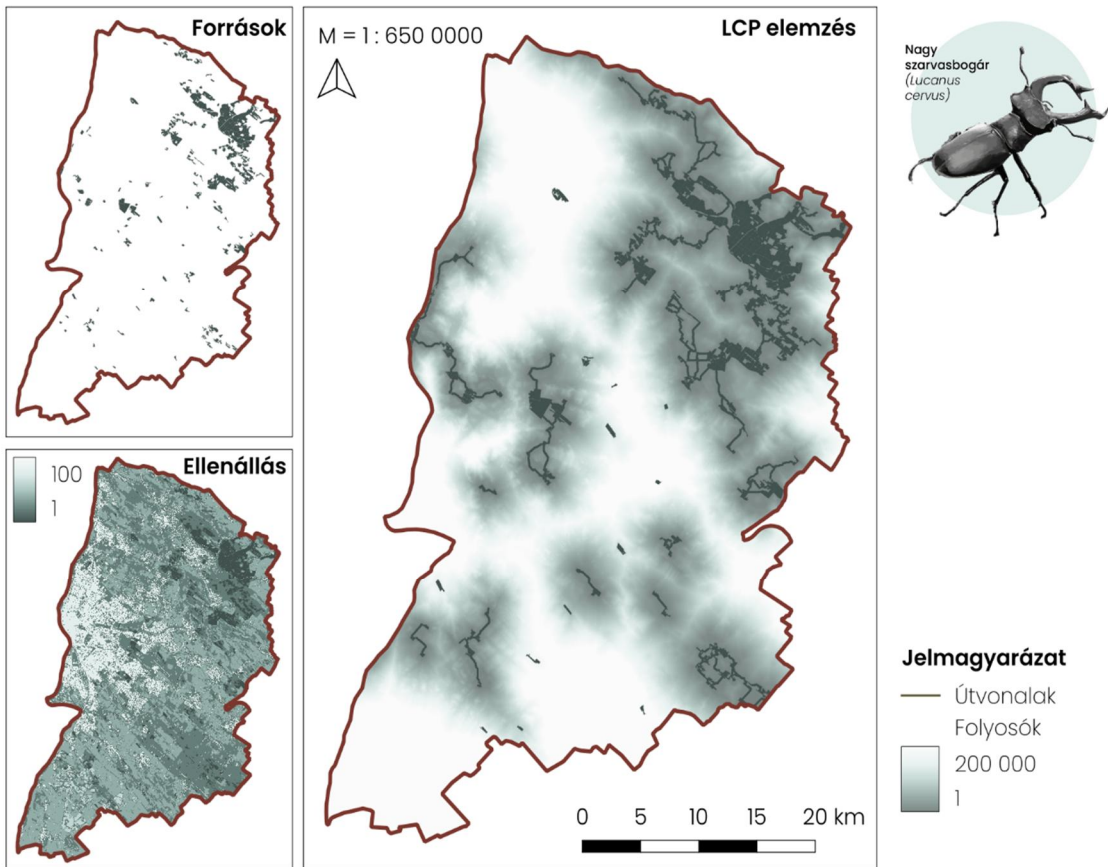 Források
Ellenállás
100
1
M = 1 : 650 0000
LCP elemzés
0 5 10 15 20 km
Nagy
szarvasbogár
(Lucanus
cervus)
Jelmagyarázat
Útvonalak
Folyosók
200 000
1